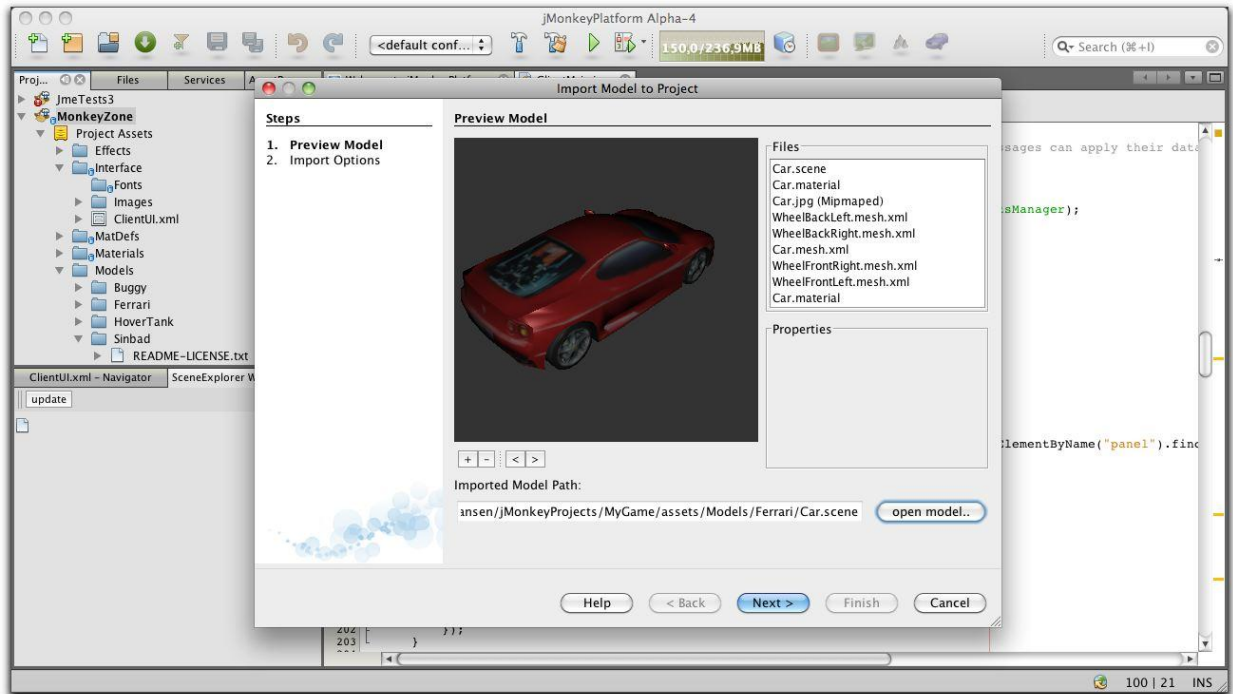 jMonkeyPlatform Alpha-4
<default conf...
150,0/236,9MB
Search (⌘+I)
Proj...
Files
Services
JmeTests3
MonkeyZone
Project Assets
Effects
Interface
Fonts
Images
ClientUI.xml
MatDefs
Materials
Models
Buggy
Ferrari
HoverTank
Sinbad
README-LICENSE.txt
ClientUI.xml - Navigator
SceneExplorer W
update
Import Model to Project
Steps
1. Preview Model
2. Import Options
Preview Model
Files
Car.scene
Car.material
Car.jpg (Mipmaped)
WheelBackLeft.mesh.xml
WheelBackRight.mesh.xml
Car.mesh.xml
WheelFrontRight.mesh.xml
WheelFrontLeft.mesh.xml
Car.material
Properties
+ - < >
Imported Model Path:
ansen/jMonkeyProjects/MyGame/assets/Models/Ferrari/Car.scene
open model..
Help
< Back
Next >
Finish
Cancel
ssages can apply their data
isManager);
ElementByName("panel").find
202 });
203 }
100 | 21 INS